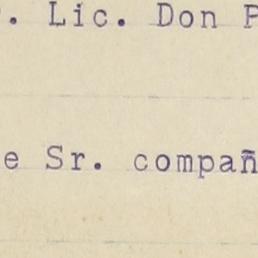 . Lic. Don P
e Sr. compañ